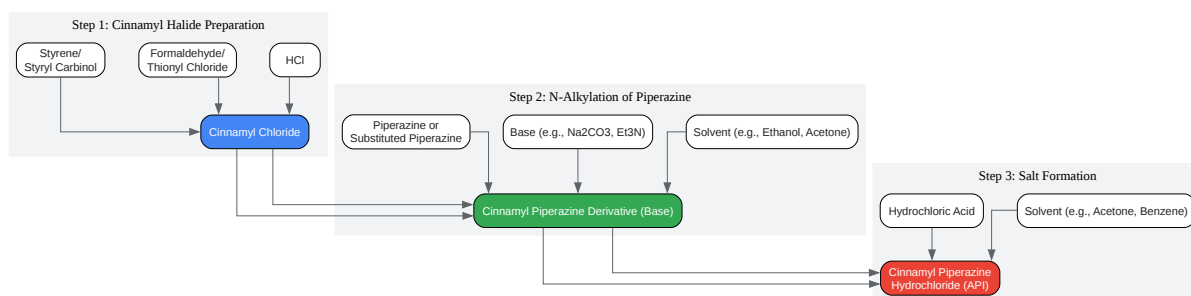 Step 1: Cinnamyl Halide Preparation
Styrene/
Styryl Carbinol
Formaldehyde/
Thionyl Chloride
HCl
Cinnamyl Chloride
Step 2: N-Alkylation of Piperazine
Piperazine or
Substituted Piperazine
Base (e.g., Na2CO3, Et3N)
Solvent (e.g., Ethanol, Acetone)
Cinnamyl Piperazine Derivative (Base)
Step 3: Salt Formation
Hydrochloric Acid
Solvent (e.g., Acetone, Benzene)
Cinnamyl Piperazine
Hydrochloride (API)